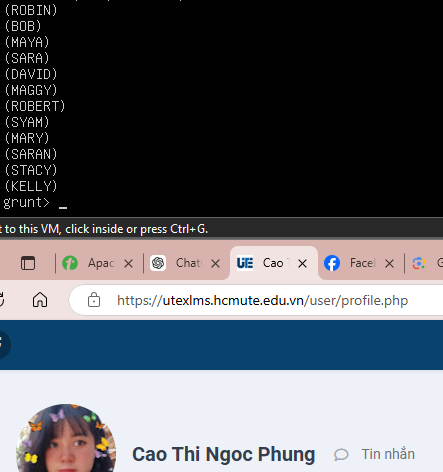 (ROBIN)
(BOB)
(MAYA)
(SARA)
(DAVID)
(MAGGY)
(ROBERT)
(SYAM)
(MARY)
(SARAN)
(STACY)
(KELLY)
grunt> _
t to this VM, click inside or press Ctrl+G.
Apac
Chat
Cao
Facel
https://utexlms.hcmute.edu.vn/user/profile.php
Cao Thi Ngoc Phung
Tin nhắn